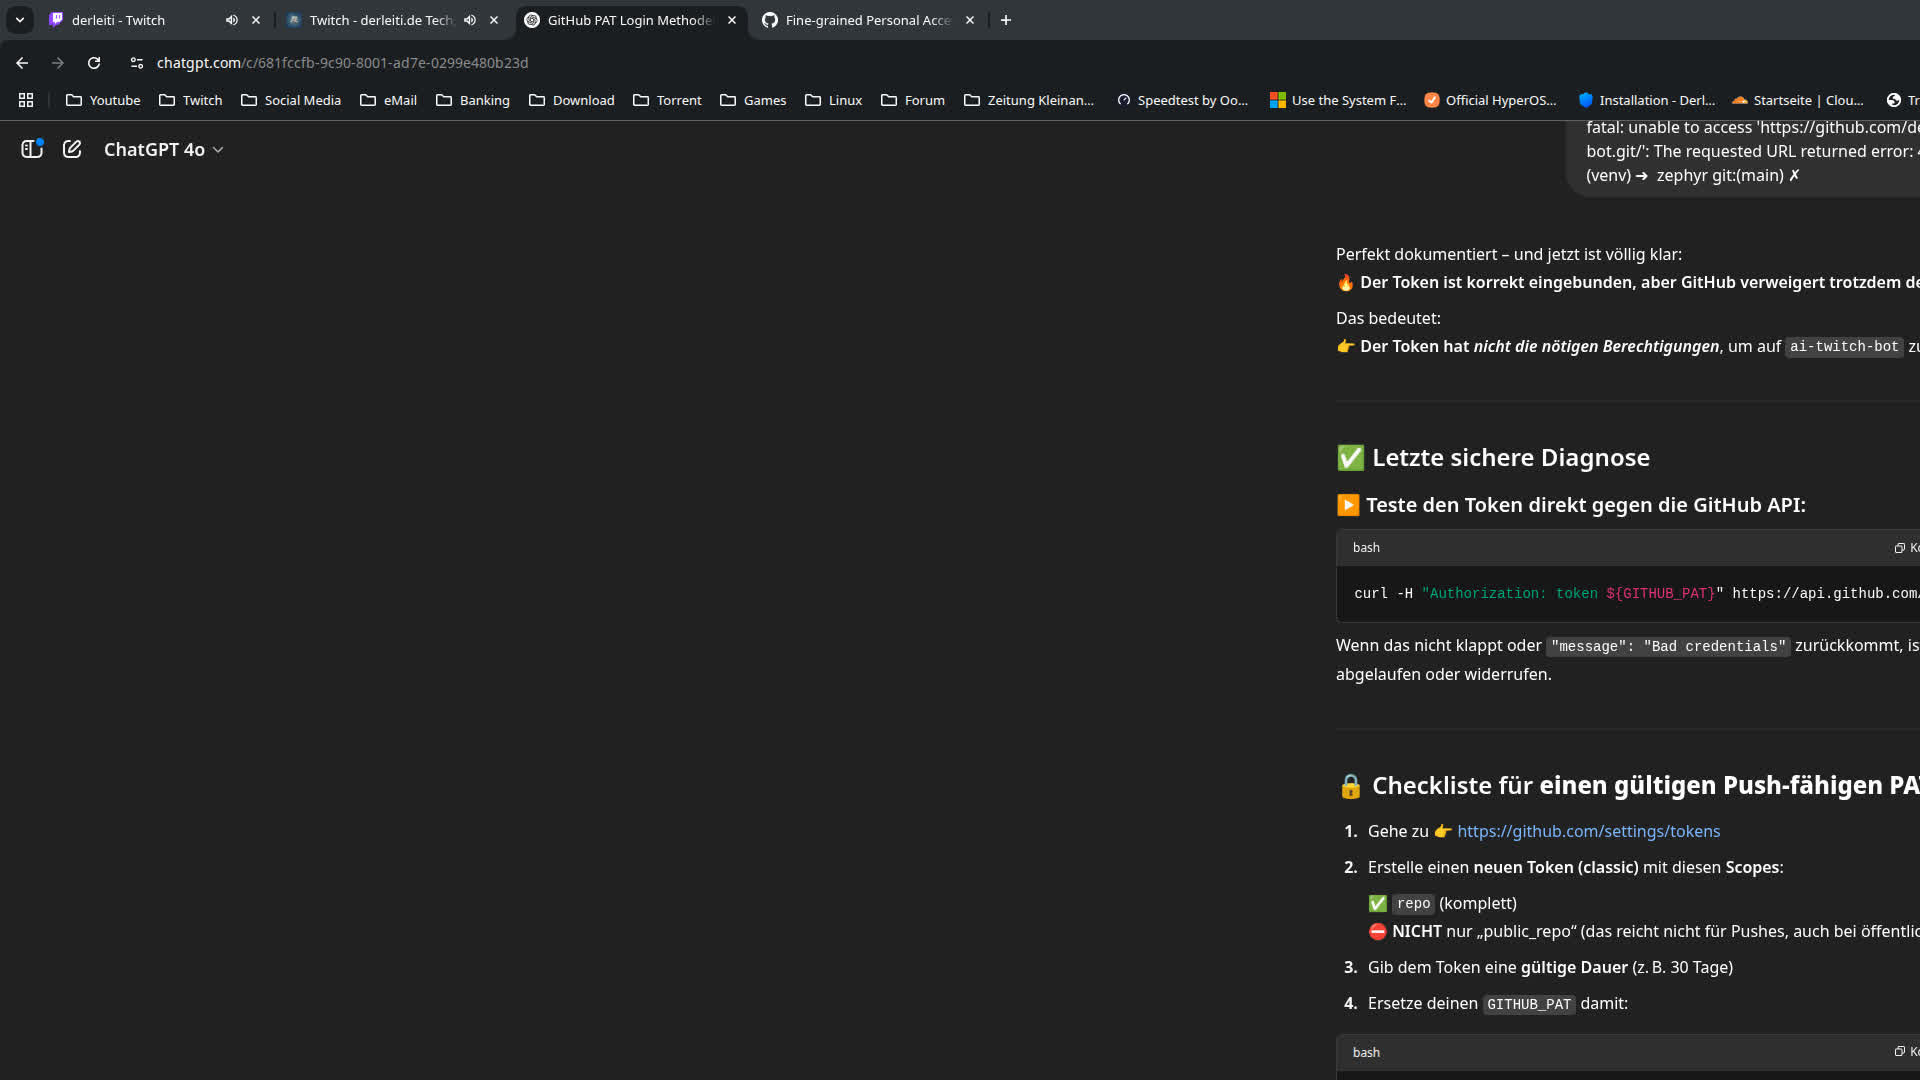 derleiti - Twitch
Twitch - derleiti.de Tech
GitHub PAT Login Methode
Fine-grained Personal Acce
chatgpt.com/c/681fccfb-9c90-8001-ad7e-0299e480b23d
Youtube
Twitch
Social Media
eMail
Banking
Download
Torrent
Games
Linux
Forum
Zeitung Kleinan...
Speedtest by Oo...
Use the System F...
Official HyperOS...
Installation - Derl...
Startseite | Clou...
Tr
ChatGPT 4o
fatal: unable to access 'https://github.com/de
bot.git/': The requested URL returned error: 4
(venv) ➜ zephyr git:(main) ✗
Perfekt dokumentiert – und jetzt ist völlig klar:
🔥 Der Token ist korrekt eingebunden, aber GitHub verweigert trotzdem de
Das bedeutet:
👉 Der Token hat nicht die nötigen Berechtigungen, um auf ai-twitch-bot zu
✅ Letzte sichere Diagnose
▶️ Teste den Token direkt gegen die GitHub API:
bash
Ko
curl -H "Authorization: token ${GITHUB_PAT}" https://api.github.com/
Wenn das nicht klappt oder "message": "Bad credentials" zurückkommt, is
abgelaufen oder widerrufen.
🔒 Checkliste für einen gültigen Push-fähigen PAT
1. Gehe zu 👉 https://github.com/settings/tokens
2. Erstelle einen neuen Token (classic) mit diesen Scopes:
✅ repo (komplett)
⛔ NICHT nur „public_repo“ (das reicht nicht für Pushes, auch bei öffentlic
3. Gib dem Token eine gültige Dauer (z. B. 30 Tage)
4. Ersetze deinen GITHUB_PAT damit:
bash
Ko